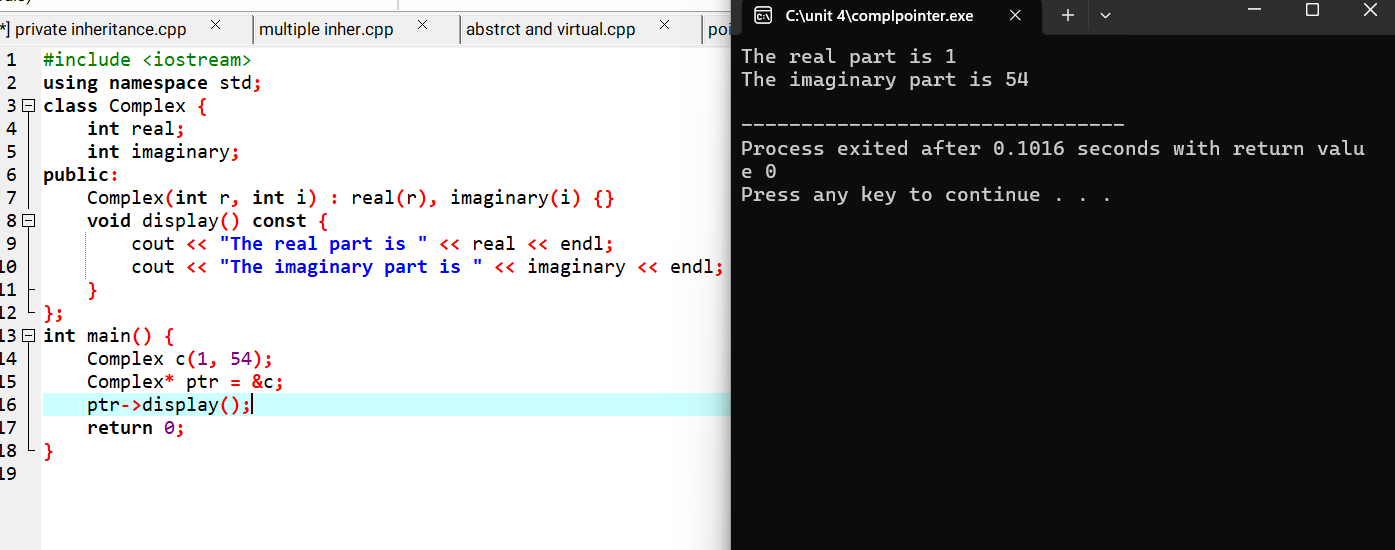 *] private inheritance.cpp multiple inher.cpp abstrct and virtual.cpp
1 #include <iostream>
2 using namespace std;
3 class Complex {
4 int real;
5 int imaginary;
6 public:
7 Complex(int r, int i) : real(r), imaginary(i) {}
8 void display() const {
9 cout << "The real part is " << real << endl;
10 cout << "The imaginary part is " << imaginary << endl;
11 }
12 };
13 int main() {
14 Complex c(1, 54);
15 Complex* ptr = &c;
16 ptr->display();
17 return 0;
18 }
19
C:\unit 4\complpointer.exe
The real part is 1
The imaginary part is 54
--------------------------------
Process exited after 0.1016 seconds with return valu
e 0
Press any key to continue . . .